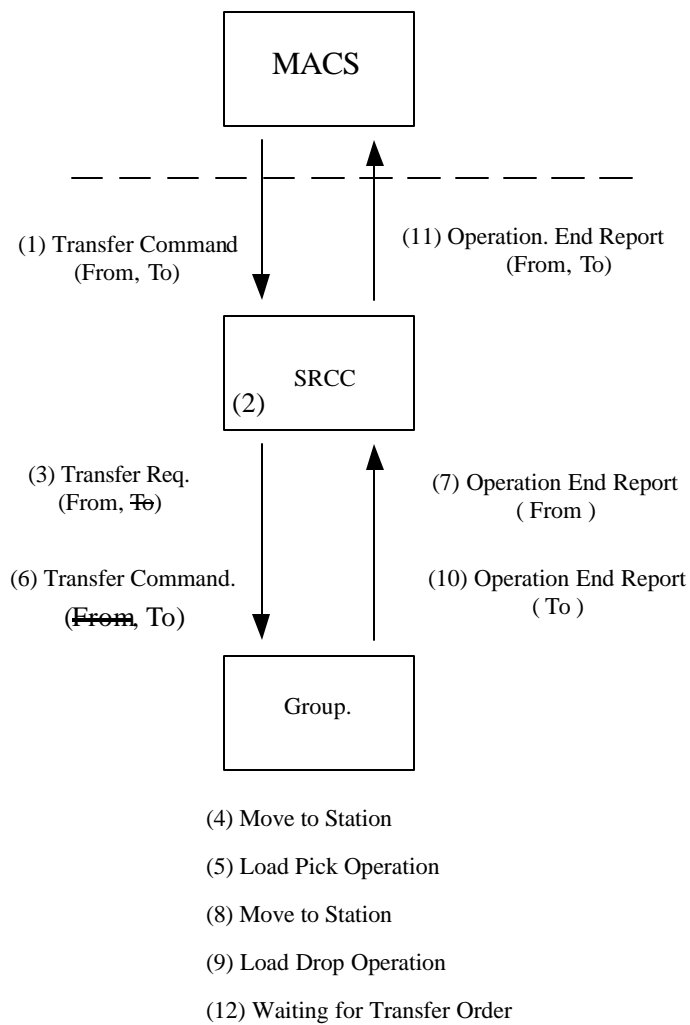 MACS
(1) Transfer Command
(From, To)
(11) Operation. End Report
(From, To)
SRCC
(2)
(3) Transfer Req.
(From, To)
(7) Operation End Report
( From )
(6) Transfer Command.
(From, To)
(10) Operation End Report
( To )
Group.
(4) Move to Station
(5) Load Pick Operation
(8) Move to Station
(9) Load Drop Operation
(12) Waiting for Transfer Order